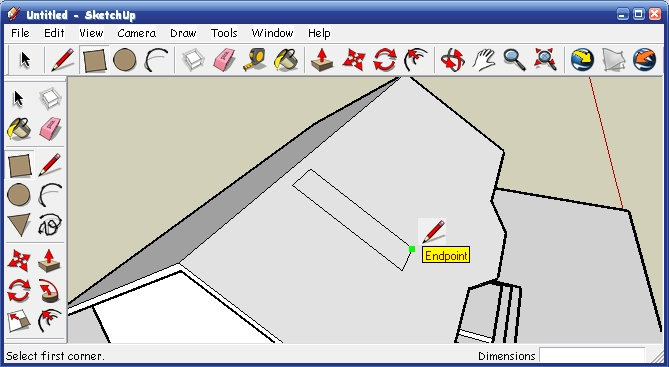 Untitled - SketchUp
File Edit View Camera Draw Tools Window Help
Endpoint
Select first corner. Dimensions